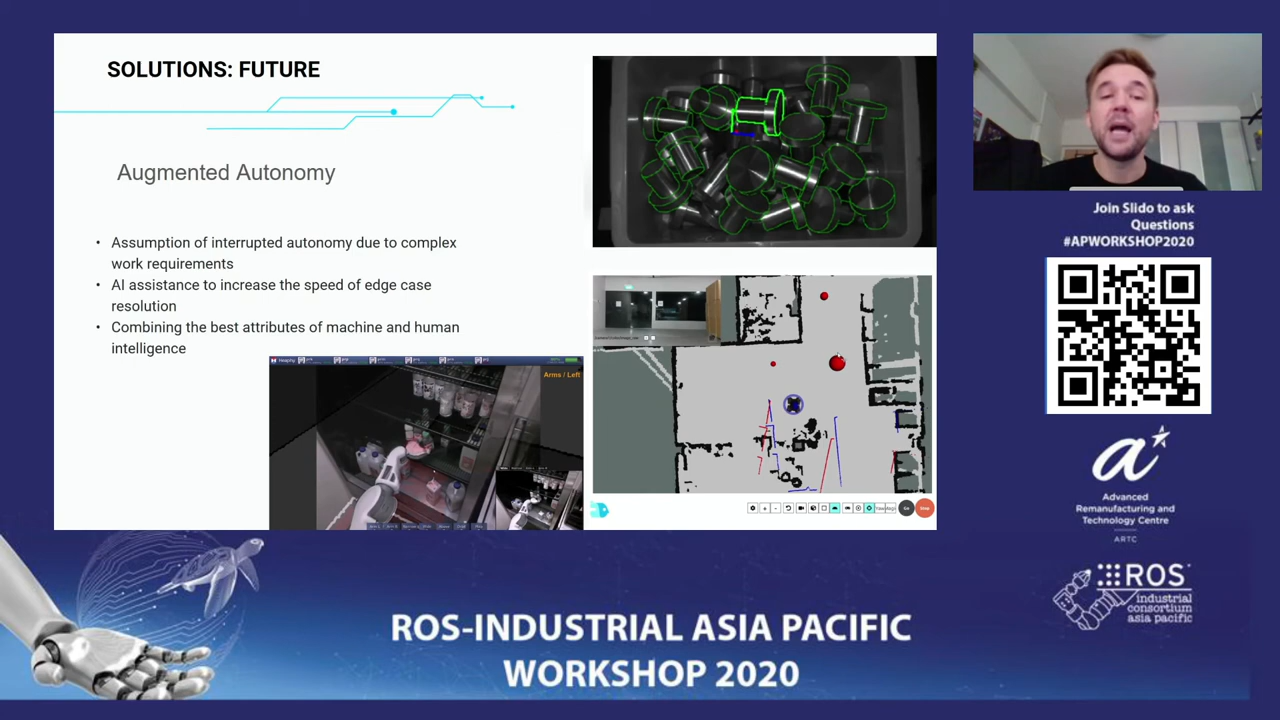 SOLUTIONS: FUTURE
Augmented Autonomy
• Assumption of interrupted autonomy due to complex
work requirements
• AI assistance to increase the speed of edge case
resolution
• Combining the best attributes of machine and human
intelligence
Arms / Left
Go
Stop
Join Slido to ask
Questions
#APWORKSHOP2020
Advanced
Remanufacturing and
Technology Centre
ARTC
ROS
industrial
consortium
asia pacific
ROS-INDUSTRIAL ASIA PACIFIC
WORKSHOP 2020